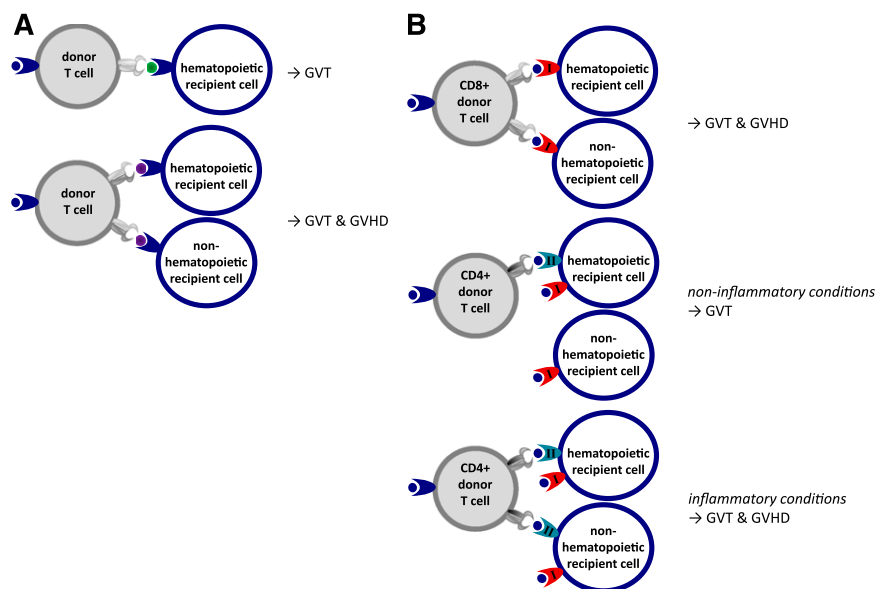 A
donor
T cell
hematopoietic
recipient cell
→ GVT
donor
T cell
hematopoietic
recipient cell
non-
hematopoietic
recipient cell
→ GVT & GVHD
B
CD8+
donor
T cell
I
hematopoietic
recipient cell
I
non-
hematopoietic
recipient cell
→ GVT & GVHD
CD4+
donor
T cell
II
hematopoietic
recipient cell
I
non-
hematopoietic
recipient cell
I
non-inflammatory conditions
→ GVT
CD4+
donor
T cell
II
hematopoietic
recipient cell
I
II
non-
hematopoietic
recipient cell
I
inflammatory conditions
→ GVT & GVHD